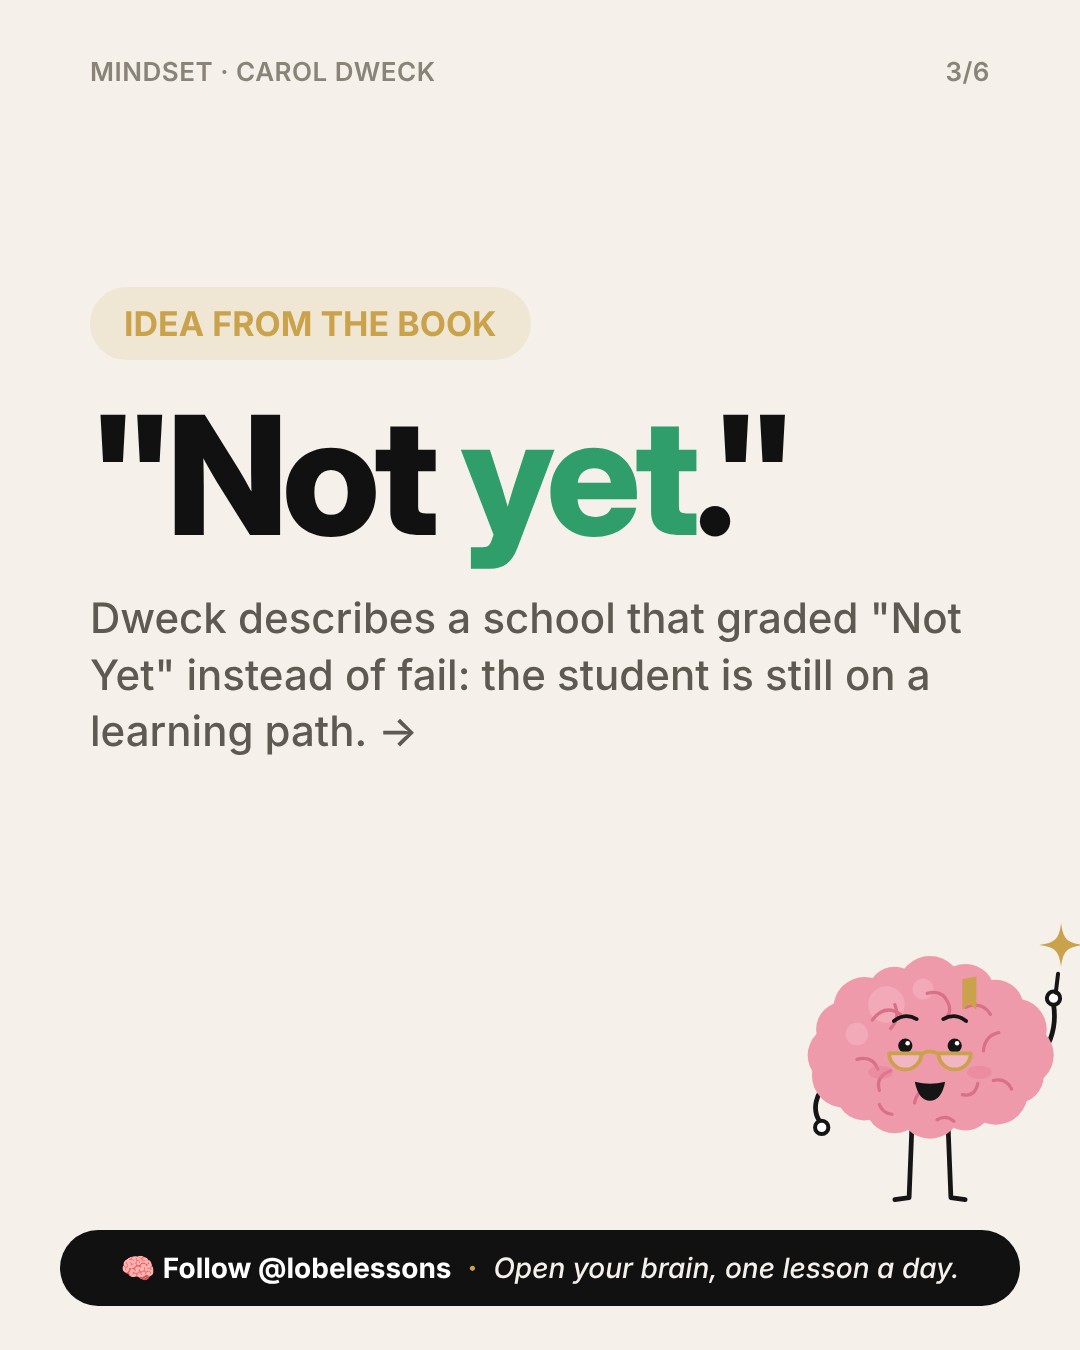 MINDSET · CAROL DWECK
3/6
IDEA FROM THE BOOK
"Not yet."
Dweck describes a school that graded "Not
Yet" instead of fail: the student is still on a
learning path. →
🧠 Follow @lobelessons · Open your brain, one lesson a day.